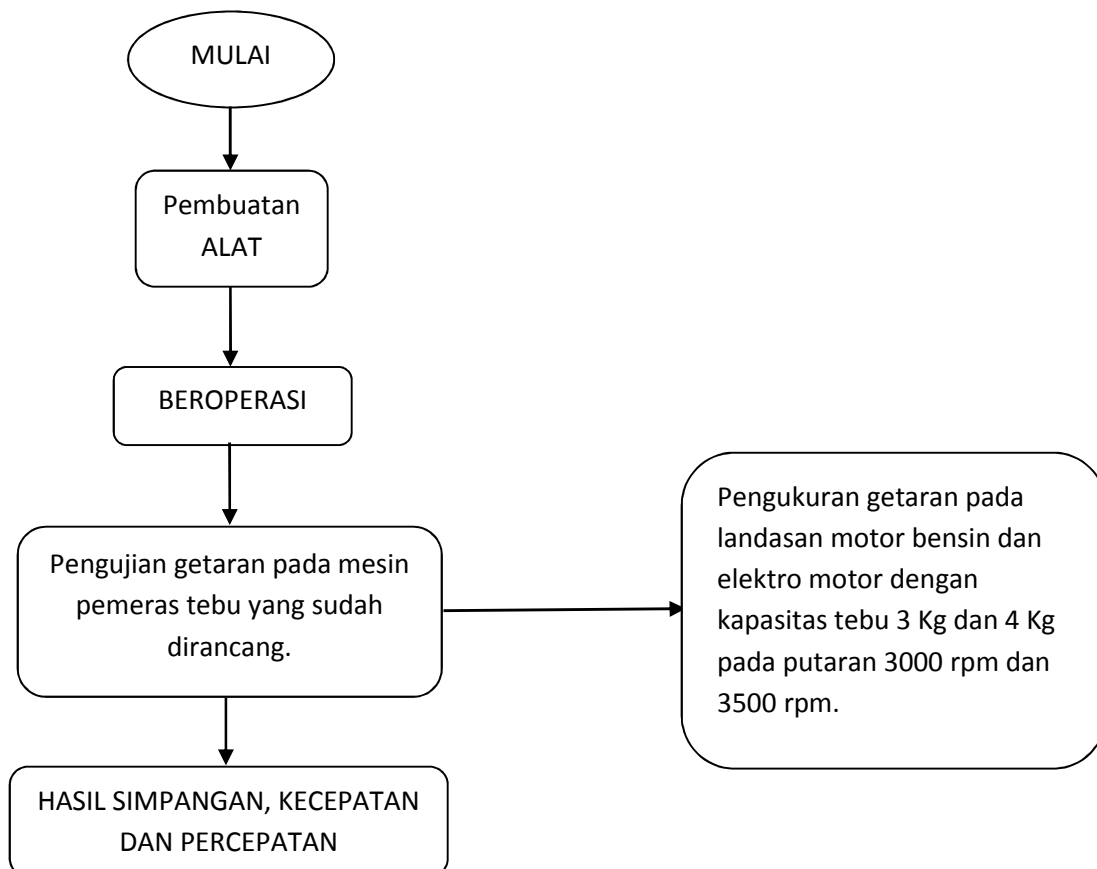 MULAI
Pembuatan
ALAT
BEROPERASI
Pengujian getaran pada mesin
pemeras tebu yang sudah
dirancang.
Pengukuran getaran pada
landasan motor bensin dan
elektro motor dengan
kapasitas tebu 3 Kg dan 4 Kg
pada putaran 3000 rpm dan
3500 rpm.
HASIL SIMPANGAN, KECEPATAN
DAN PERCEPATAN